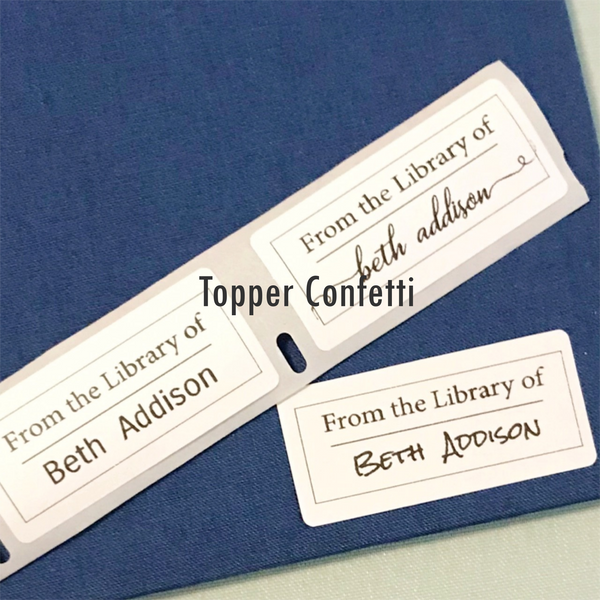 From the Library of
beth addison
Topper Confetti
From the Library of
Beth Addison
From the Library of
BETH ADDISON